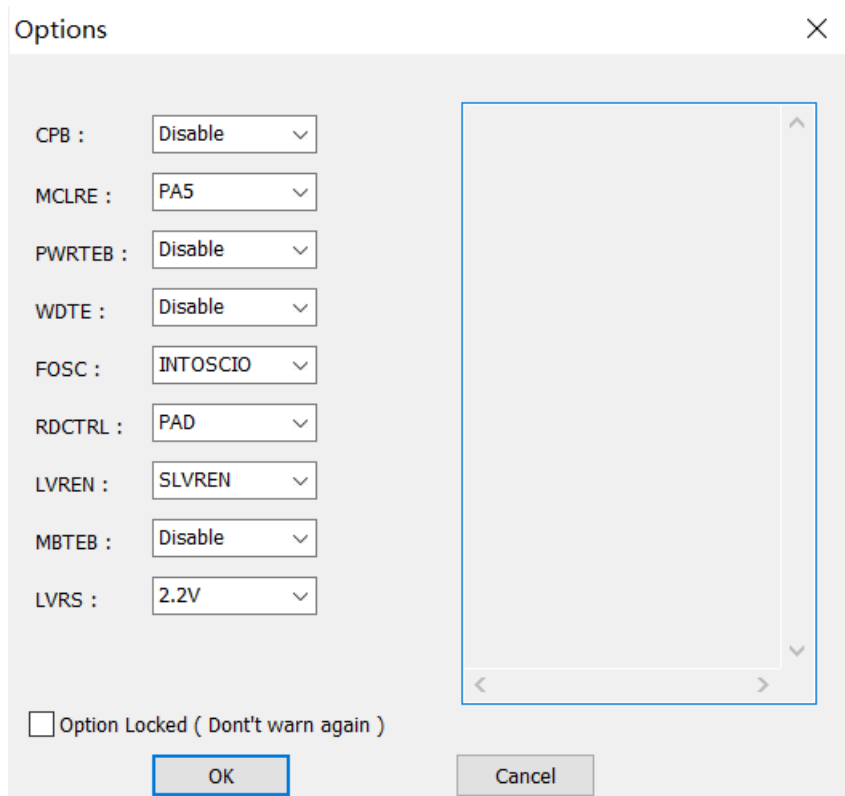 Options
CPB : Disable
MCLRE : PA5
PWRTEB : Disable
WDTE : Disable
FOSC : INTOSCIO
RDCTRL : PAD
LVREN : SLVREN
MBTEB : Disable
LVRS : 2.2V
Option Locked ( Dont't warn again )
OK Cancel